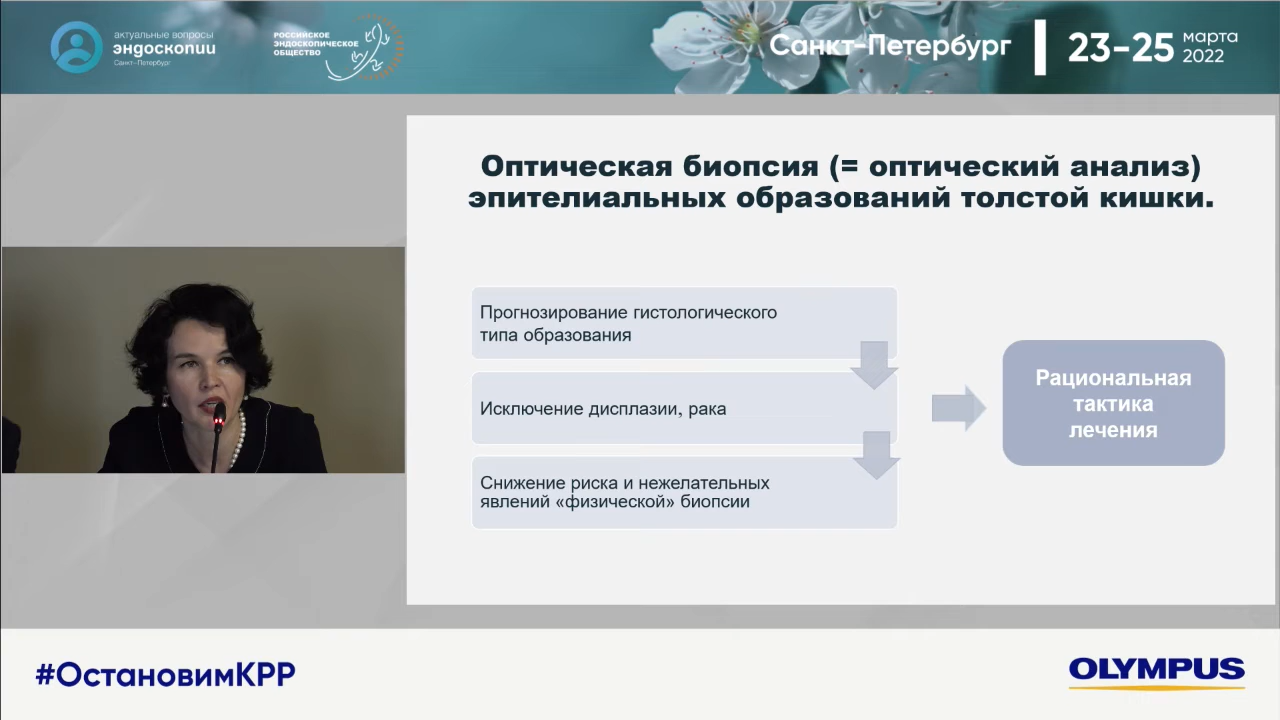 актуальные вопросы
эндоскопии
Санкт-Петербург
РОССИЙСКОЕ
ЭНДОСКОПИЧЕСКОЕ
ОБЩЕСТВО
Санкт-Петербург
23-25 марта
2022
Оптическая биопсия (= оптический анализ)
эпителиальных образований толстой кишки.
Прогнозирование гистологического
типа образования
Исключение дисплазии, рака
Снижение риска и нежелательных
явлений «физической» биопсии
Рациональная
тактика
лечения
#ОстановимКРР
OLYMPUS